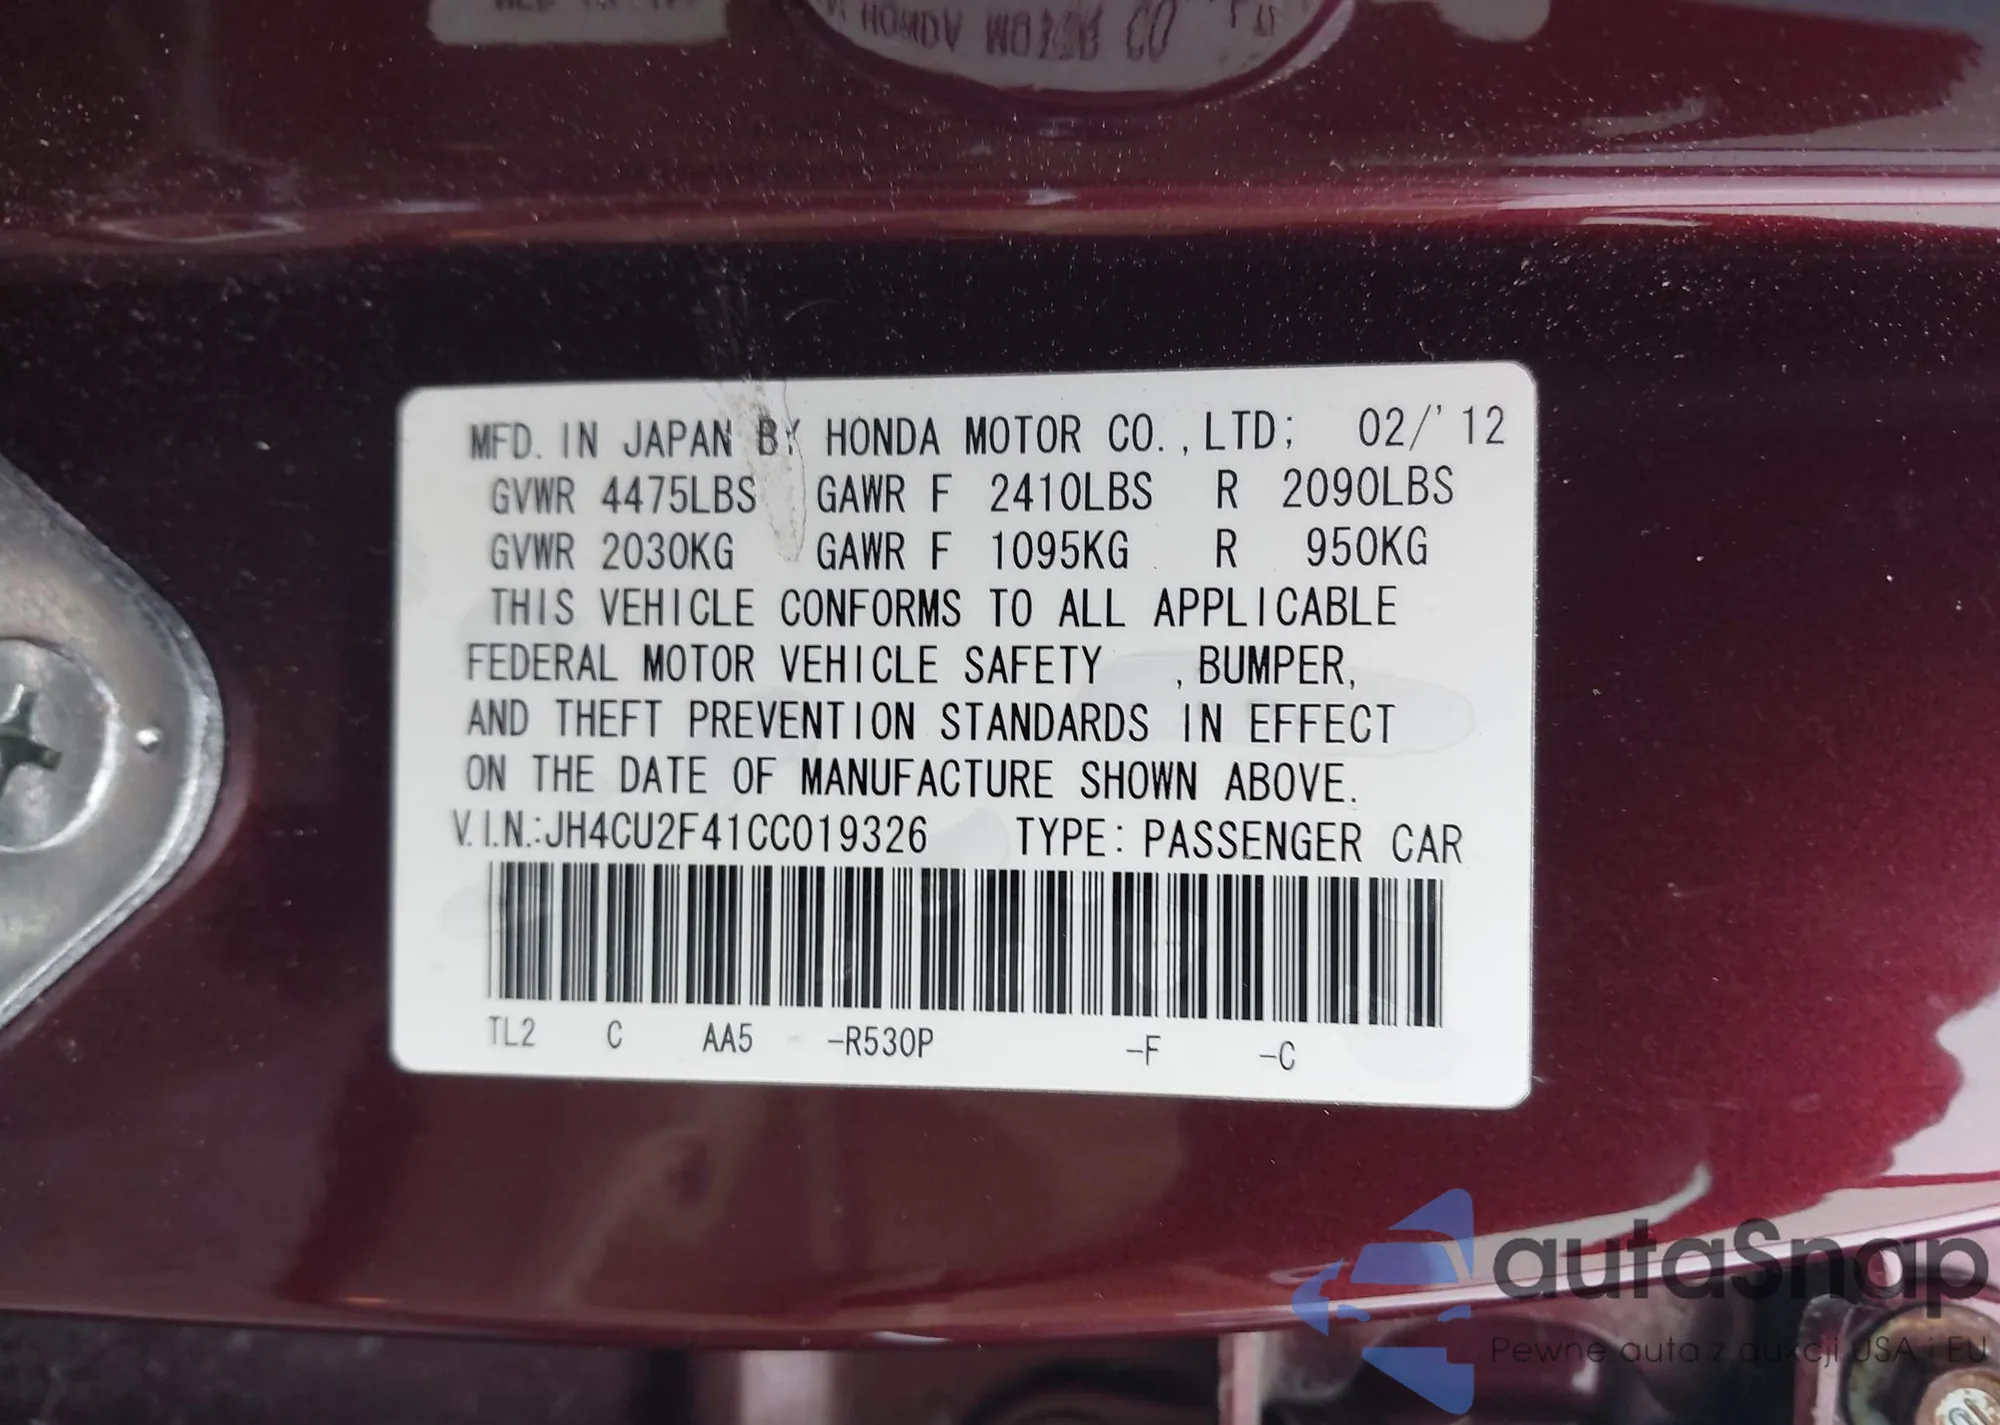 HONDA MOTOR CO
MFD. IN JAPAN BY HONDA MOTOR CO.,LTD; 02/'12
GVWR 4475LBS GAWR F 2410LBS R 2090LBS
GVWR 2030KG GAWR F 1095KG R 950KG
THIS VEHICLE CONFORMS TO ALL APPLICABLE
FEDERAL MOTOR VEHICLE SAFETY ,BUMPER,
AND THEFT PREVENTION STANDARDS IN EFFECT
ON THE DATE OF MANUFACTURE SHOWN ABOVE.
V.I.N.:JH4CU2F41CC019326 TYPE: PASSENGER CAR
TL2 C AA5 -R530P -F -C
autaSnap
Pewne auta z aukcji USA i EU